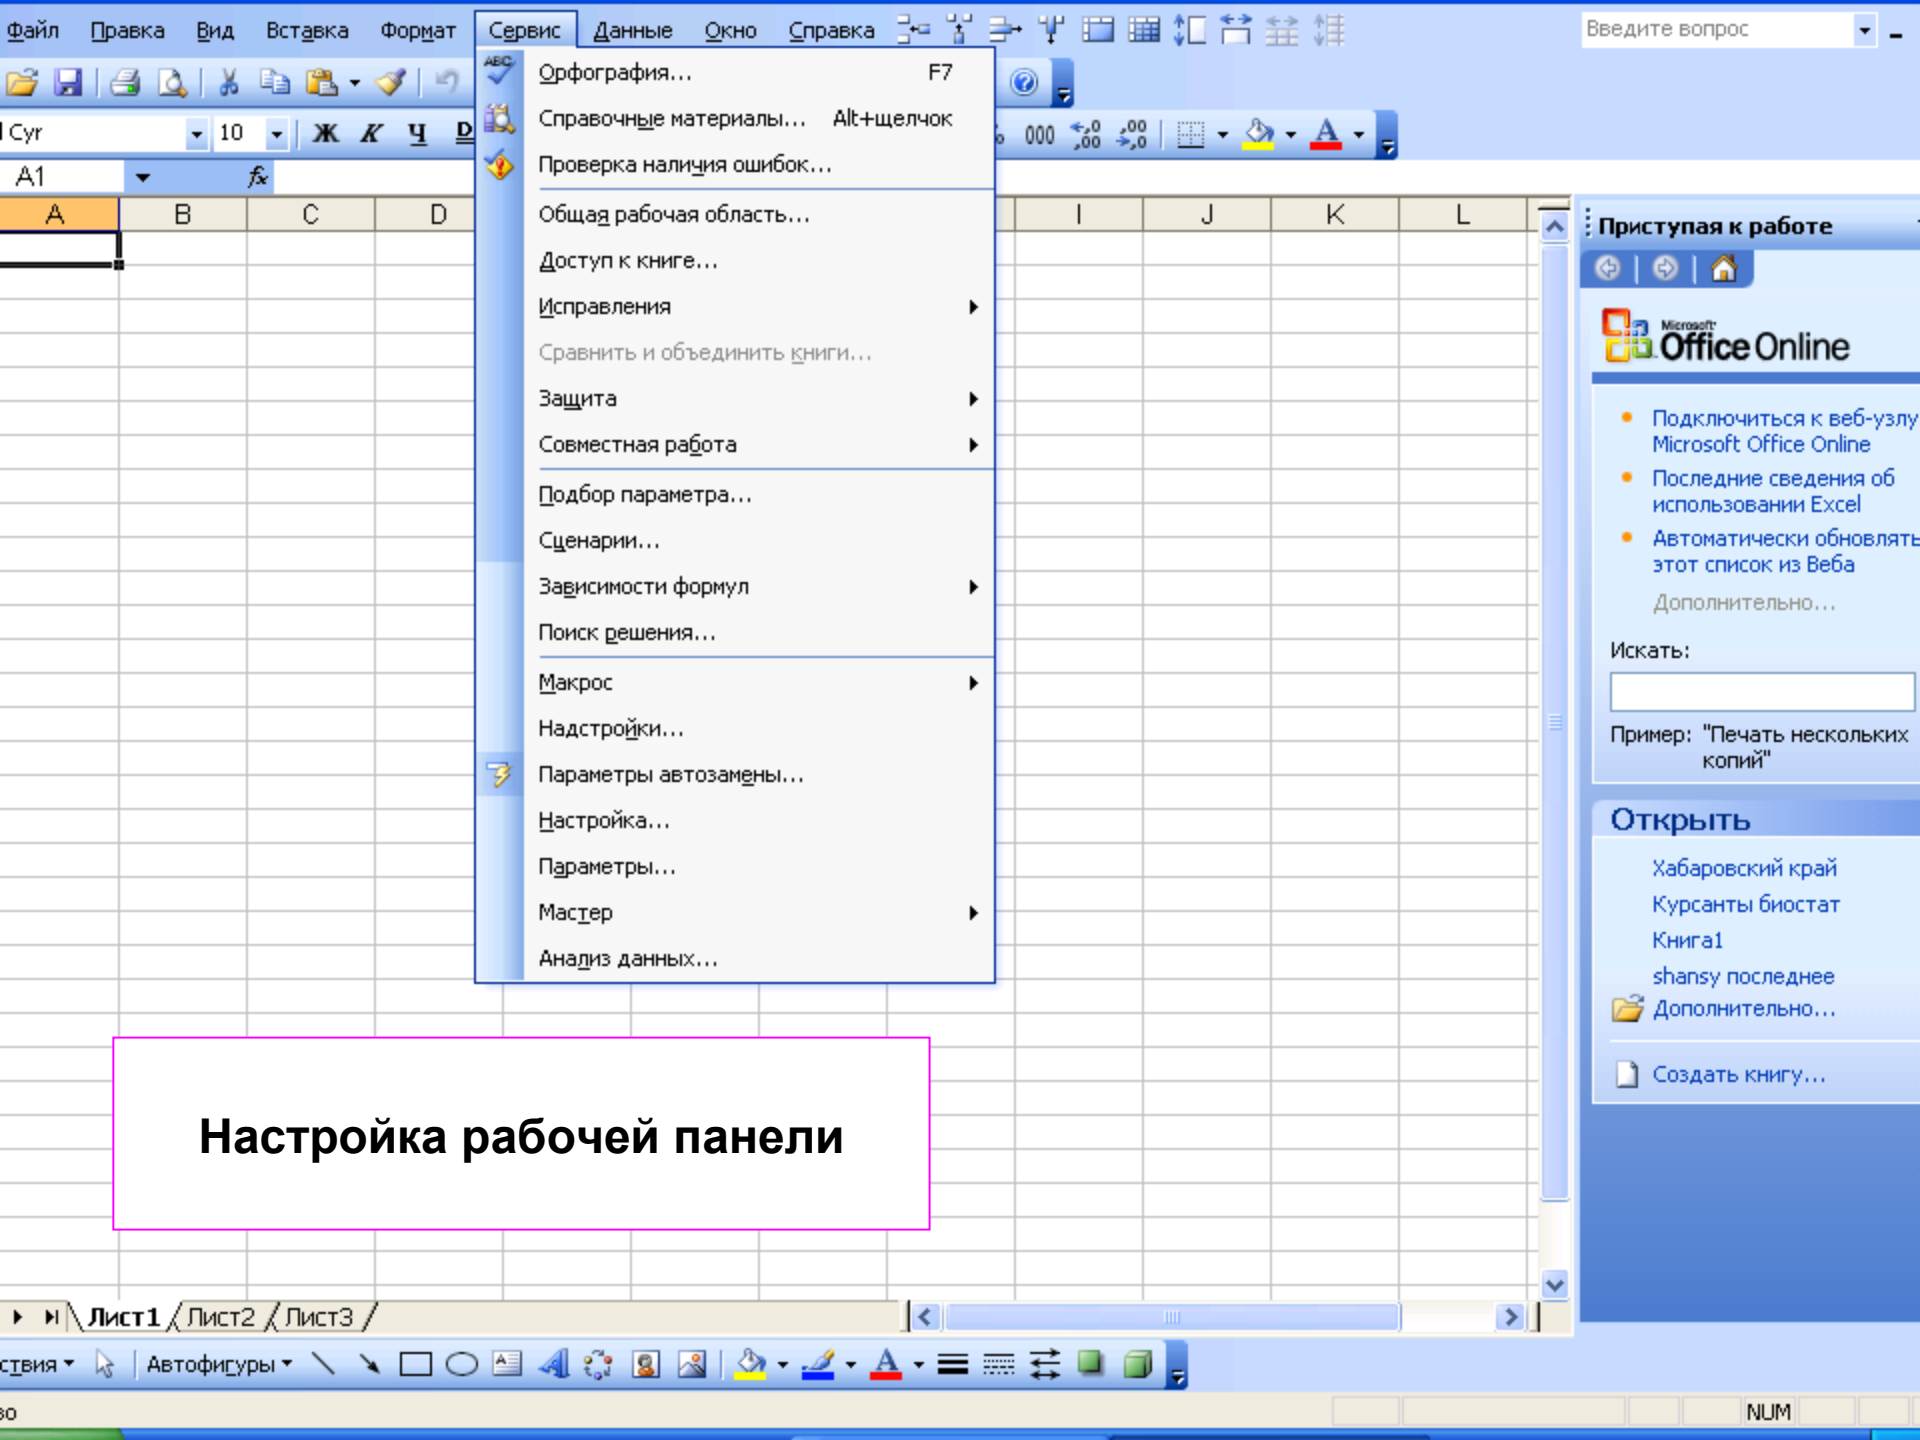 Файл Правка Вид Вставка Формат Сервис Данные Окно Справка Введите вопрос
Cyr 10 Ж К Ч 000
A1 fx
A B C D I J K L
ABC Орфография... F7
Справочные материалы... Alt+щелчок
Проверка наличия ошибок...
Общая рабочая область...
Доступ к книге...
Исправления
Сравнить и объединить книги...
Защита
Совместная работа
Подбор параметра...
Сценарии...
Зависимости формул
Поиск решения...
Макрос
Надстройки...
Параметры автозамены...
Настройка...
Параметры...
Мастер
Анализ данных...
Приступая к работе
Microsoft
Office Online
Подключиться к веб-узлу
Microsoft Office Online
Последние сведения об
использовании Excel
Автоматически обновлять
этот список из Веба
Дополнительно...
Искать:
Пример: "Печать нескольких
копий"
Открыть
Хабаровский край
Курсанты биостат
Книга1
shansy последнее
Дополнительно...
Создать книгу...
Настройка рабочей панели
Лист1 Лист2 Лист3
ствия Автофигуры
NUM